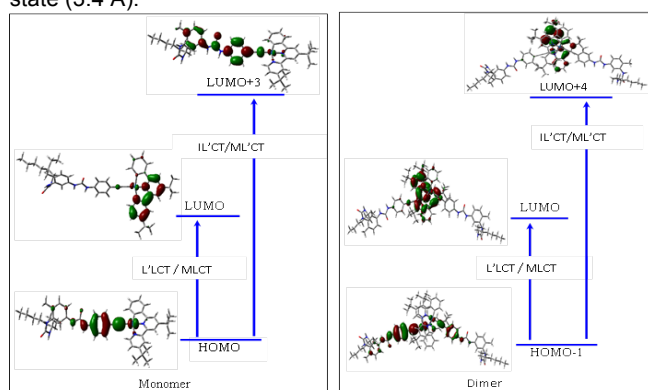 state (3.4 Å).
LUMO+3
IL'CT/ML'CT
LUMO
L'LCT / MLCT
HOMO
Monomer
LUMO+4
IL'CT/ML'CT
LUMO
L'LCT / MLCT
HOMO-1
Dimer